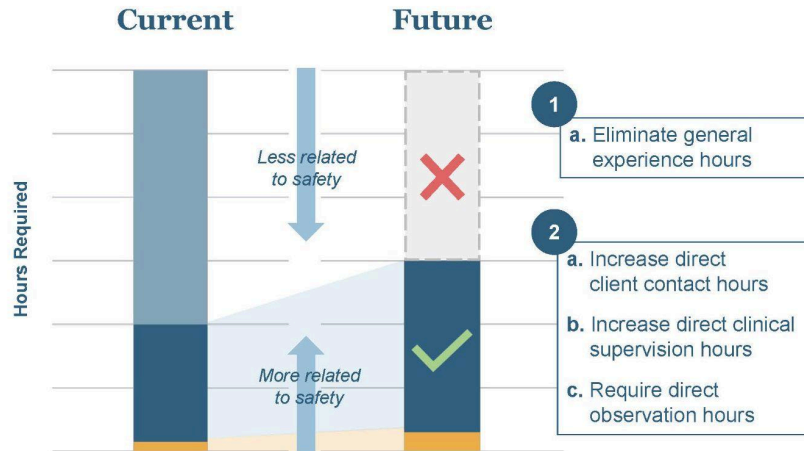 Current
Future
Hours Required
Less related
to safety
More related
to safety
1
a. Eliminate general
experience hours
2
a. Increase direct
client contact hours
b. Increase direct clinical
supervision hours
c. Require direct
observation hours